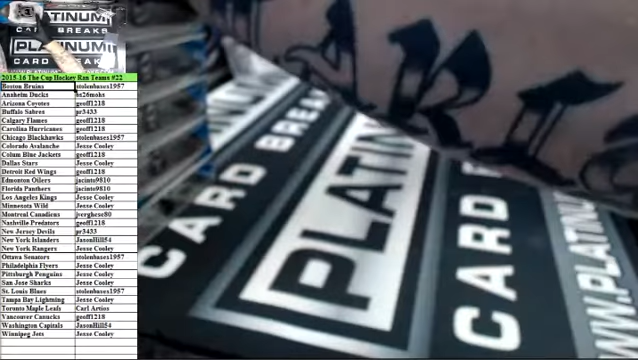 PLATINUM
CARD BREAKS
PLATINUM
CARD BREAKS
2015-16 The Cup Hockey Ran Teams #22
Boston Bruins stolenbases1957
Anaheim Ducks bt26mohs
Arizona Coyotes geoff1218
Buffalo Sabres pr3433
Calgary Flames geoff1218
Carolina Hurricanes geoff1218
Chicago Blackhawks stolenbases1957
Colorado Avalanche Jesse Cooley
Colum Blue Jackets geoff1218
Dallas Stars Jesse Cooley
Detroit Red Wings geoff1218
Edmonton Oilers jacinto9810
Florida Panthers jacinto9810
Los Angeles Kings Jesse Cooley
Minnesota Wild Jesse Cooley
Montreal Canadiens jverghese80
Nashville Predators geoff1218
New Jersey Devils pr3433
New York Islanders JasonHill54
New York Rangers Jesse Cooley
Ottawa Senators stolenbases1957
Philadelphia Flyers Jesse Cooley
Pittsburgh Penguins Jesse Cooley
San Jose Sharks Jesse Cooley
St. Louis Blues stolenbases1957
Tampa Bay Lightning Jesse Cooley
Toronto Maple Leafs Carl Artios
Vancouver Canucks geoff1218
Washington Capitals JasonHill54
Winnipeg Jets Jesse Cooley
CARD BREA
PLATIN
CARD
WW.PLATIN